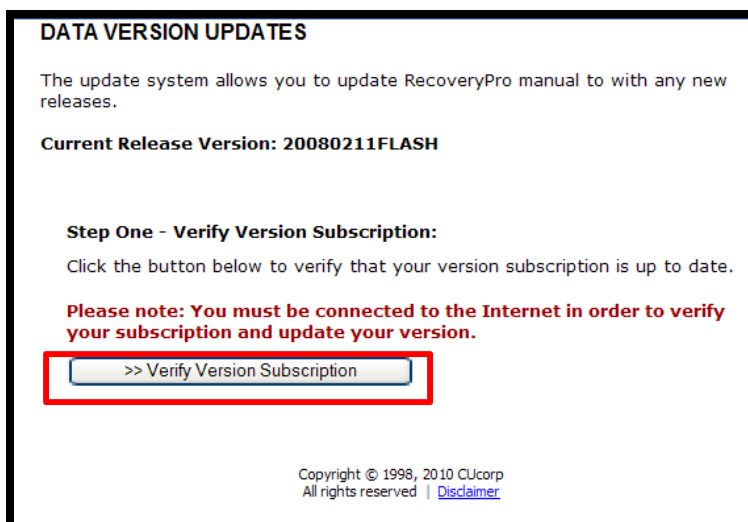 DATA VERSION UPDATES
The update system allows you to update RecoveryPro manual to with any new
releases.
Current Release Version: 20080211FLASH
Step One - Verify Version Subscription:
Click the button below to verify that your version subscription is up to date.
Please note: You must be connected to the Internet in order to verify
your subscription and update your version.
>> Verify Version Subscription
Copyright © 1998, 2010 CUcorp
All rights reserved | Disclaimer